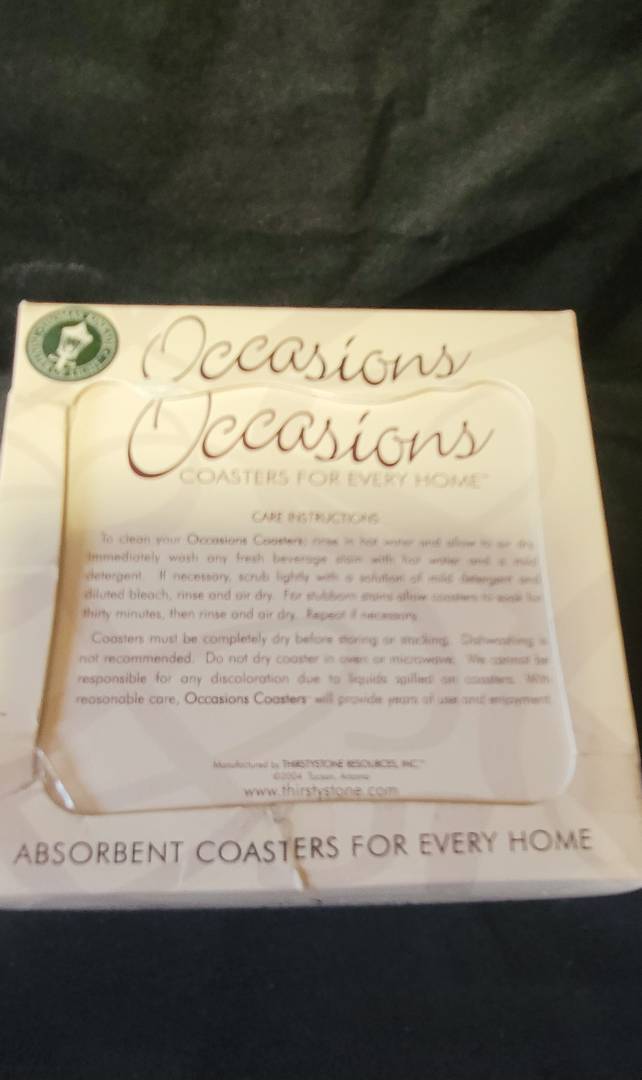 Occasions
Occasions
COASTERS FOR EVERY HOME™
CARE INSTRUCTIONS
To clean your Occasions Coasters: rinse in hot water and allow to air dry.
Immediately wash any fresh beverage stain with hot water and a mild
detergent. If necessary, scrub lightly with a solution of mild detergent and
diluted bleach, rinse and air dry. For stubborn stains allow coasters to soak for
thirty minutes, then rinse and air dry. Repeat if necessary.
Coasters must be completely dry before storing or stacking. Dishwashing is
not recommended. Do not dry coaster in oven or microwave. We cannot be
responsible for any discoloration due to liquids spilled on coasters. With
reasonable care, Occasions Coasters will provide years of use and enjoyment.
Manufactured by THIRSTYSTONE RESOURCES, INC.™
©2004 Tucson, Arizona
www.thirstystone.com
ABSORBENT COASTERS FOR EVERY HOME